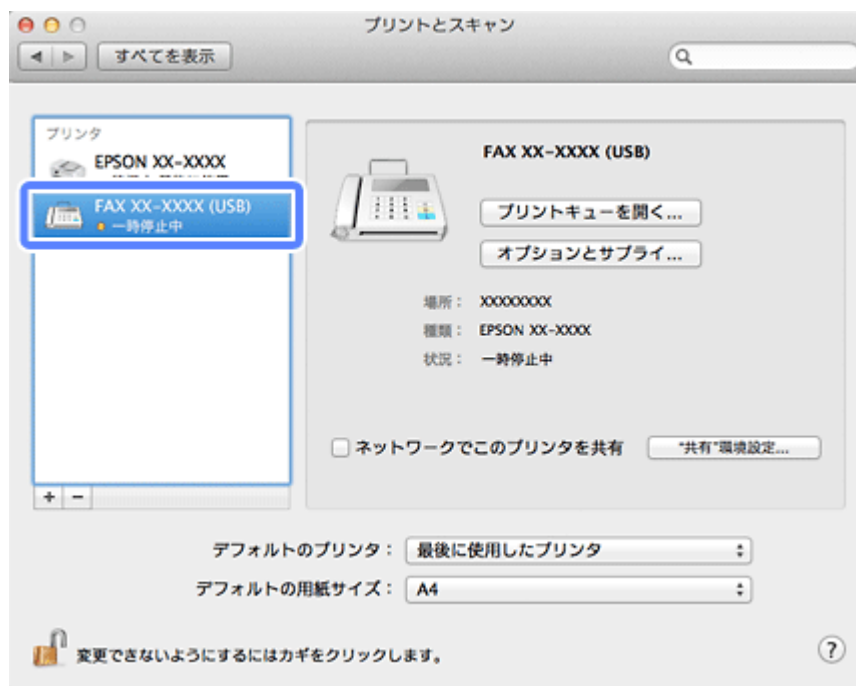 プリントとスキャン
すべてを表示
プリンタ
EPSON XX-XXXX
FAX XX-XXXX (USB)
一時停止中
FAX XX-XXXX (USB)
プリントキューを開く...
オプションとサプライ...
場所： XXXXXXXX
種類： EPSON XX-XXXX
状況： 一時停止中
ネットワークでこのプリンタを共有
"共有"環境設定...
+ −
デフォルトのプリンタ： 最後に使用したプリンタ
デフォルトの用紙サイズ： A4
変更できないようにするにはカギをクリックします。
?